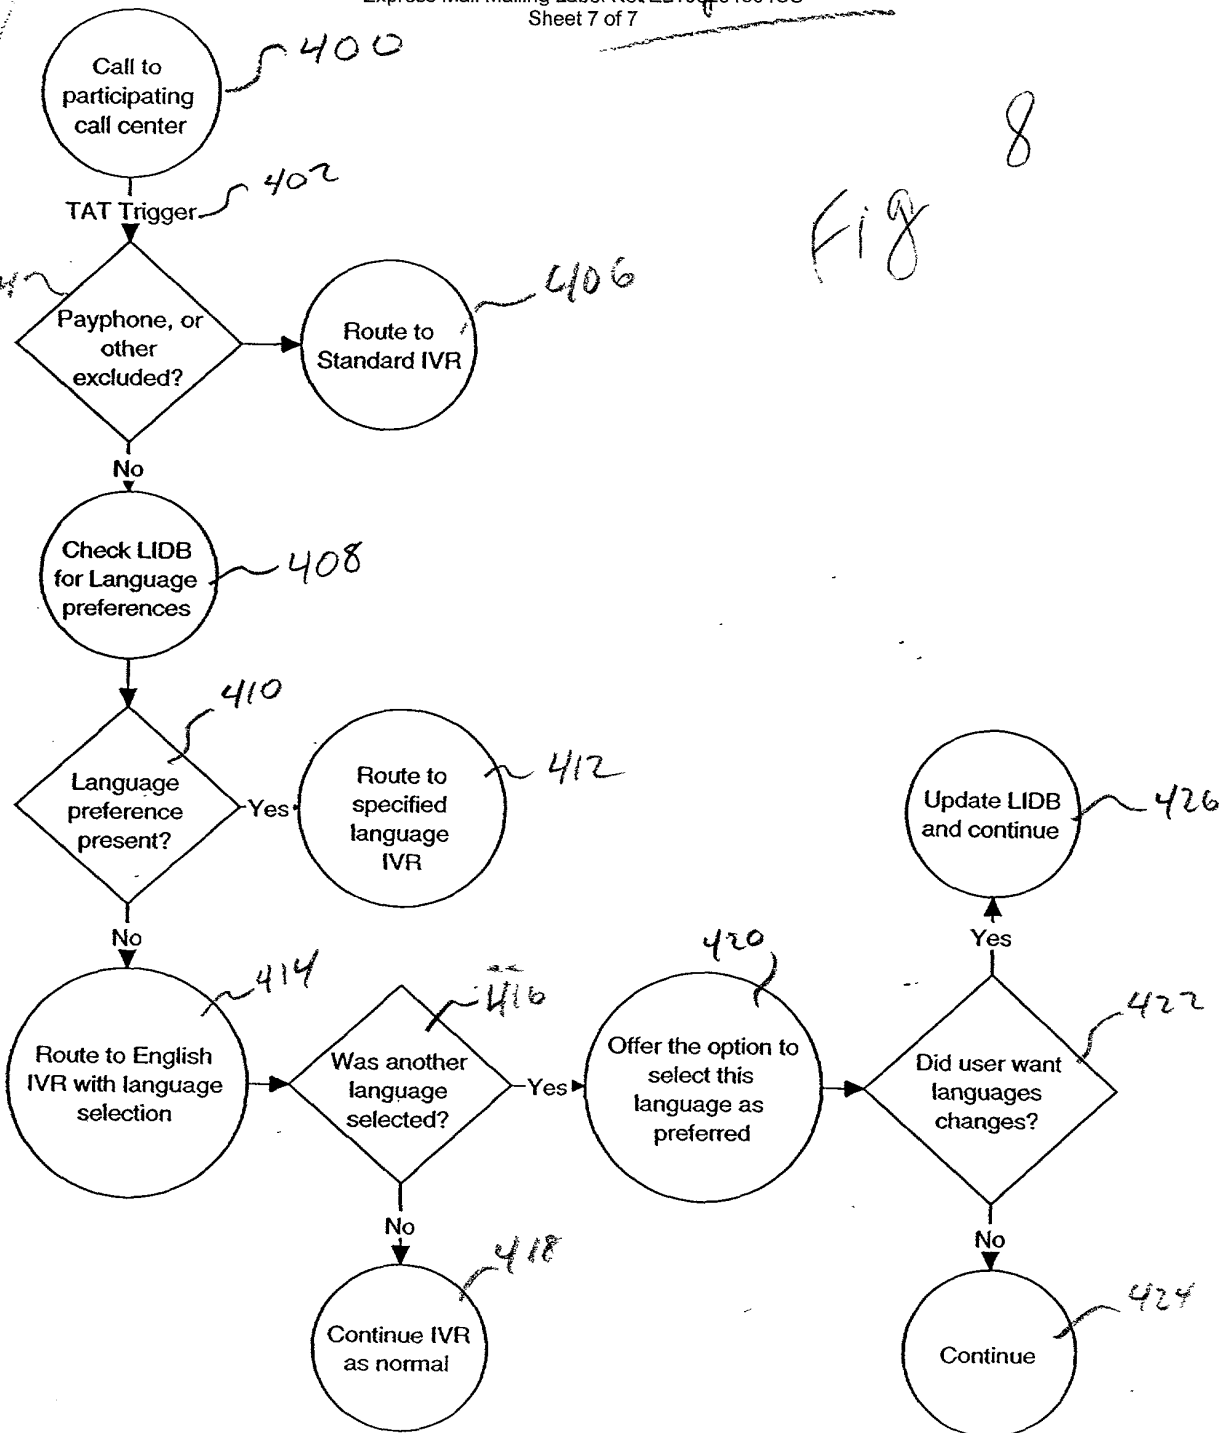 Sheet 7 of 7
Call to
participating
call center
400
TAT Trigger
402
8
Fig
Payphone, or
other
excluded?
Route to
Standard IVR
406
No
Check LIDB
for Language
preferences
408
410
Language
preference
present?
Yes
Route to
specified
language
IVR
412
Update LIDB
and continue
426
No
Yes
414
Route to English
IVR with language
selection
416
Was another
language
selected?
Yes
420
Offer the option to
select this
language as
preferred
422
Did user want
languages
changes?
No
418
Continue IVR
as normal
No
424
Continue